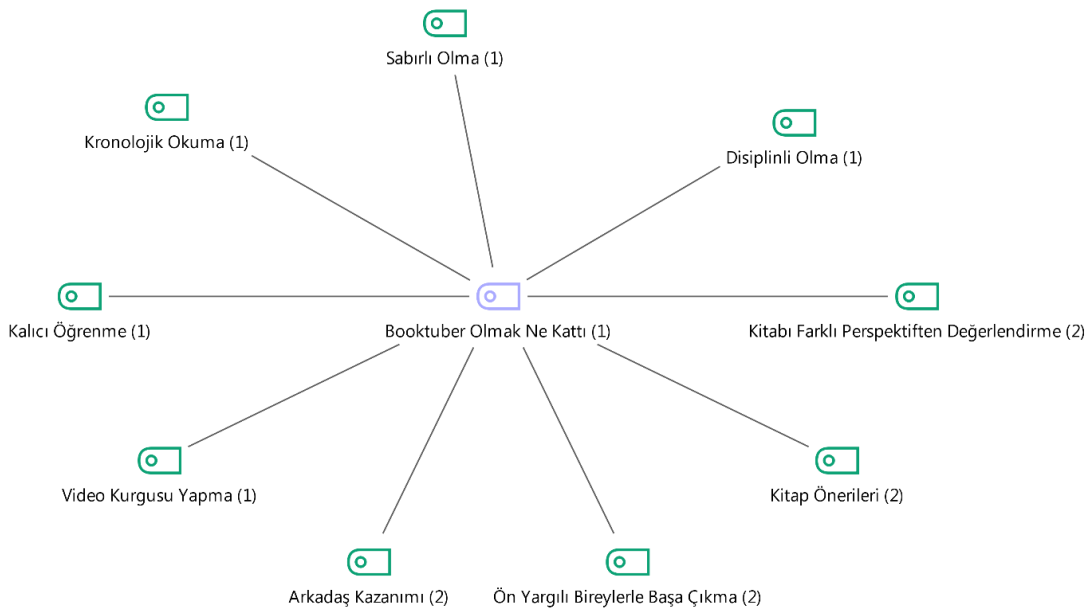 Sabırlı Olma (1)
Kronolojik Okuma (1)
Disiplinli Olma (1)
Kalıcı Öğrenme (1)
Booktuber Olmak Ne Kattı (1)
Kitabı Farklı Perspektiften Değerlendirme (2)
Video Kurgusu Yapma (1)
Kitap Önerileri (2)
Arkadaş Kazanımı (2)
Ön Yargılı Bireylerle Başa Çıkma (2)